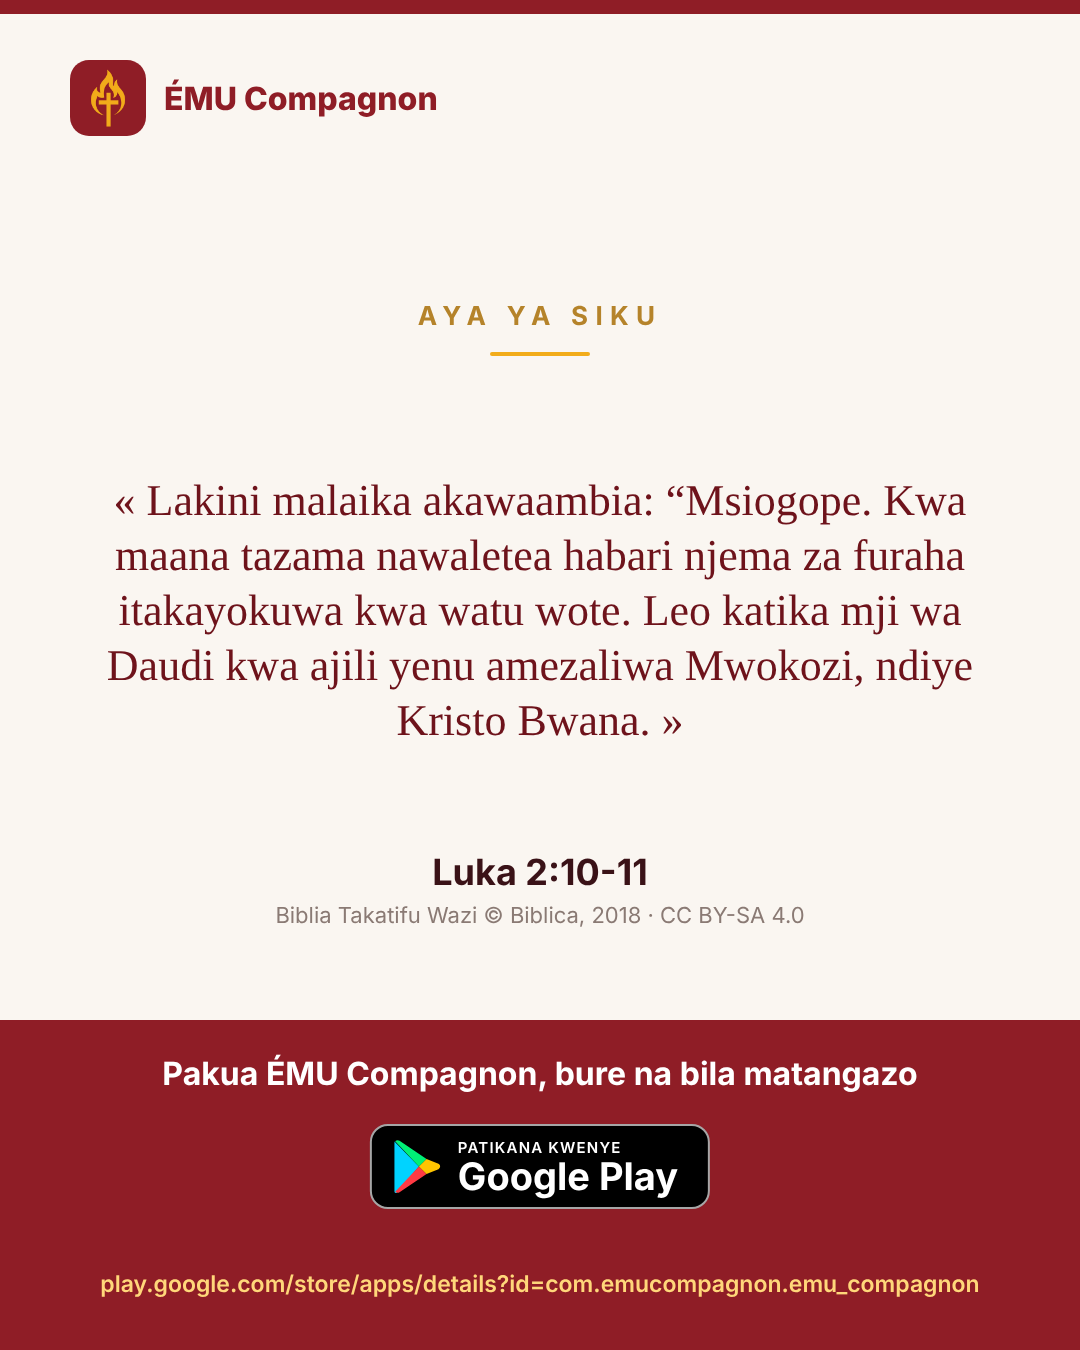 ÉMU Compagnon
AYA YA SIKU
« Lakini malaika akawaambia: “Msiogope. Kwa
maana tazama nawaletea habari njema za furaha
itakayokuwa kwa watu wote. Leo katika mji wa
Daudi kwa ajili yenu amezaliwa Mwokozi, ndiye
Kristo Bwana. »
Luka 2:10-11
Biblia Takatifu Wazi © Biblica, 2018 · CC BY-SA 4.0
Pakua ÉMU Compagnon, bure na bila matangazo
PATIKANA KWENYE
Google Play
play.google.com/store/apps/details?id=com.emucompagnon.emu_compagnon